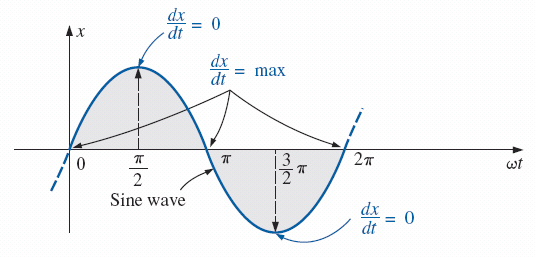 dx/dt = 0
x
dx/dt = max
0
π/2
π
3/2 π
2π
ωt
Sine wave
dx/dt = 0